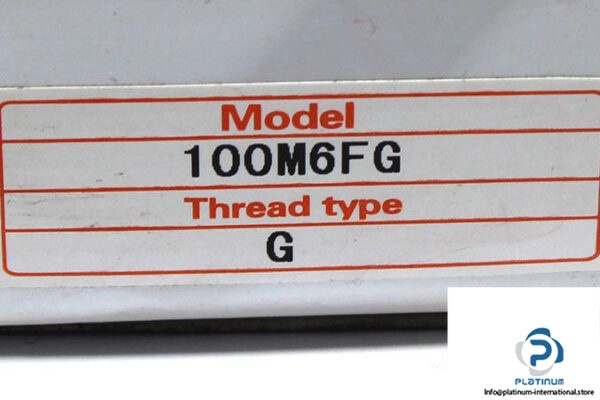 Model
100M6FG
Thread type
G
PLATINUM
Info@platinum-international.store